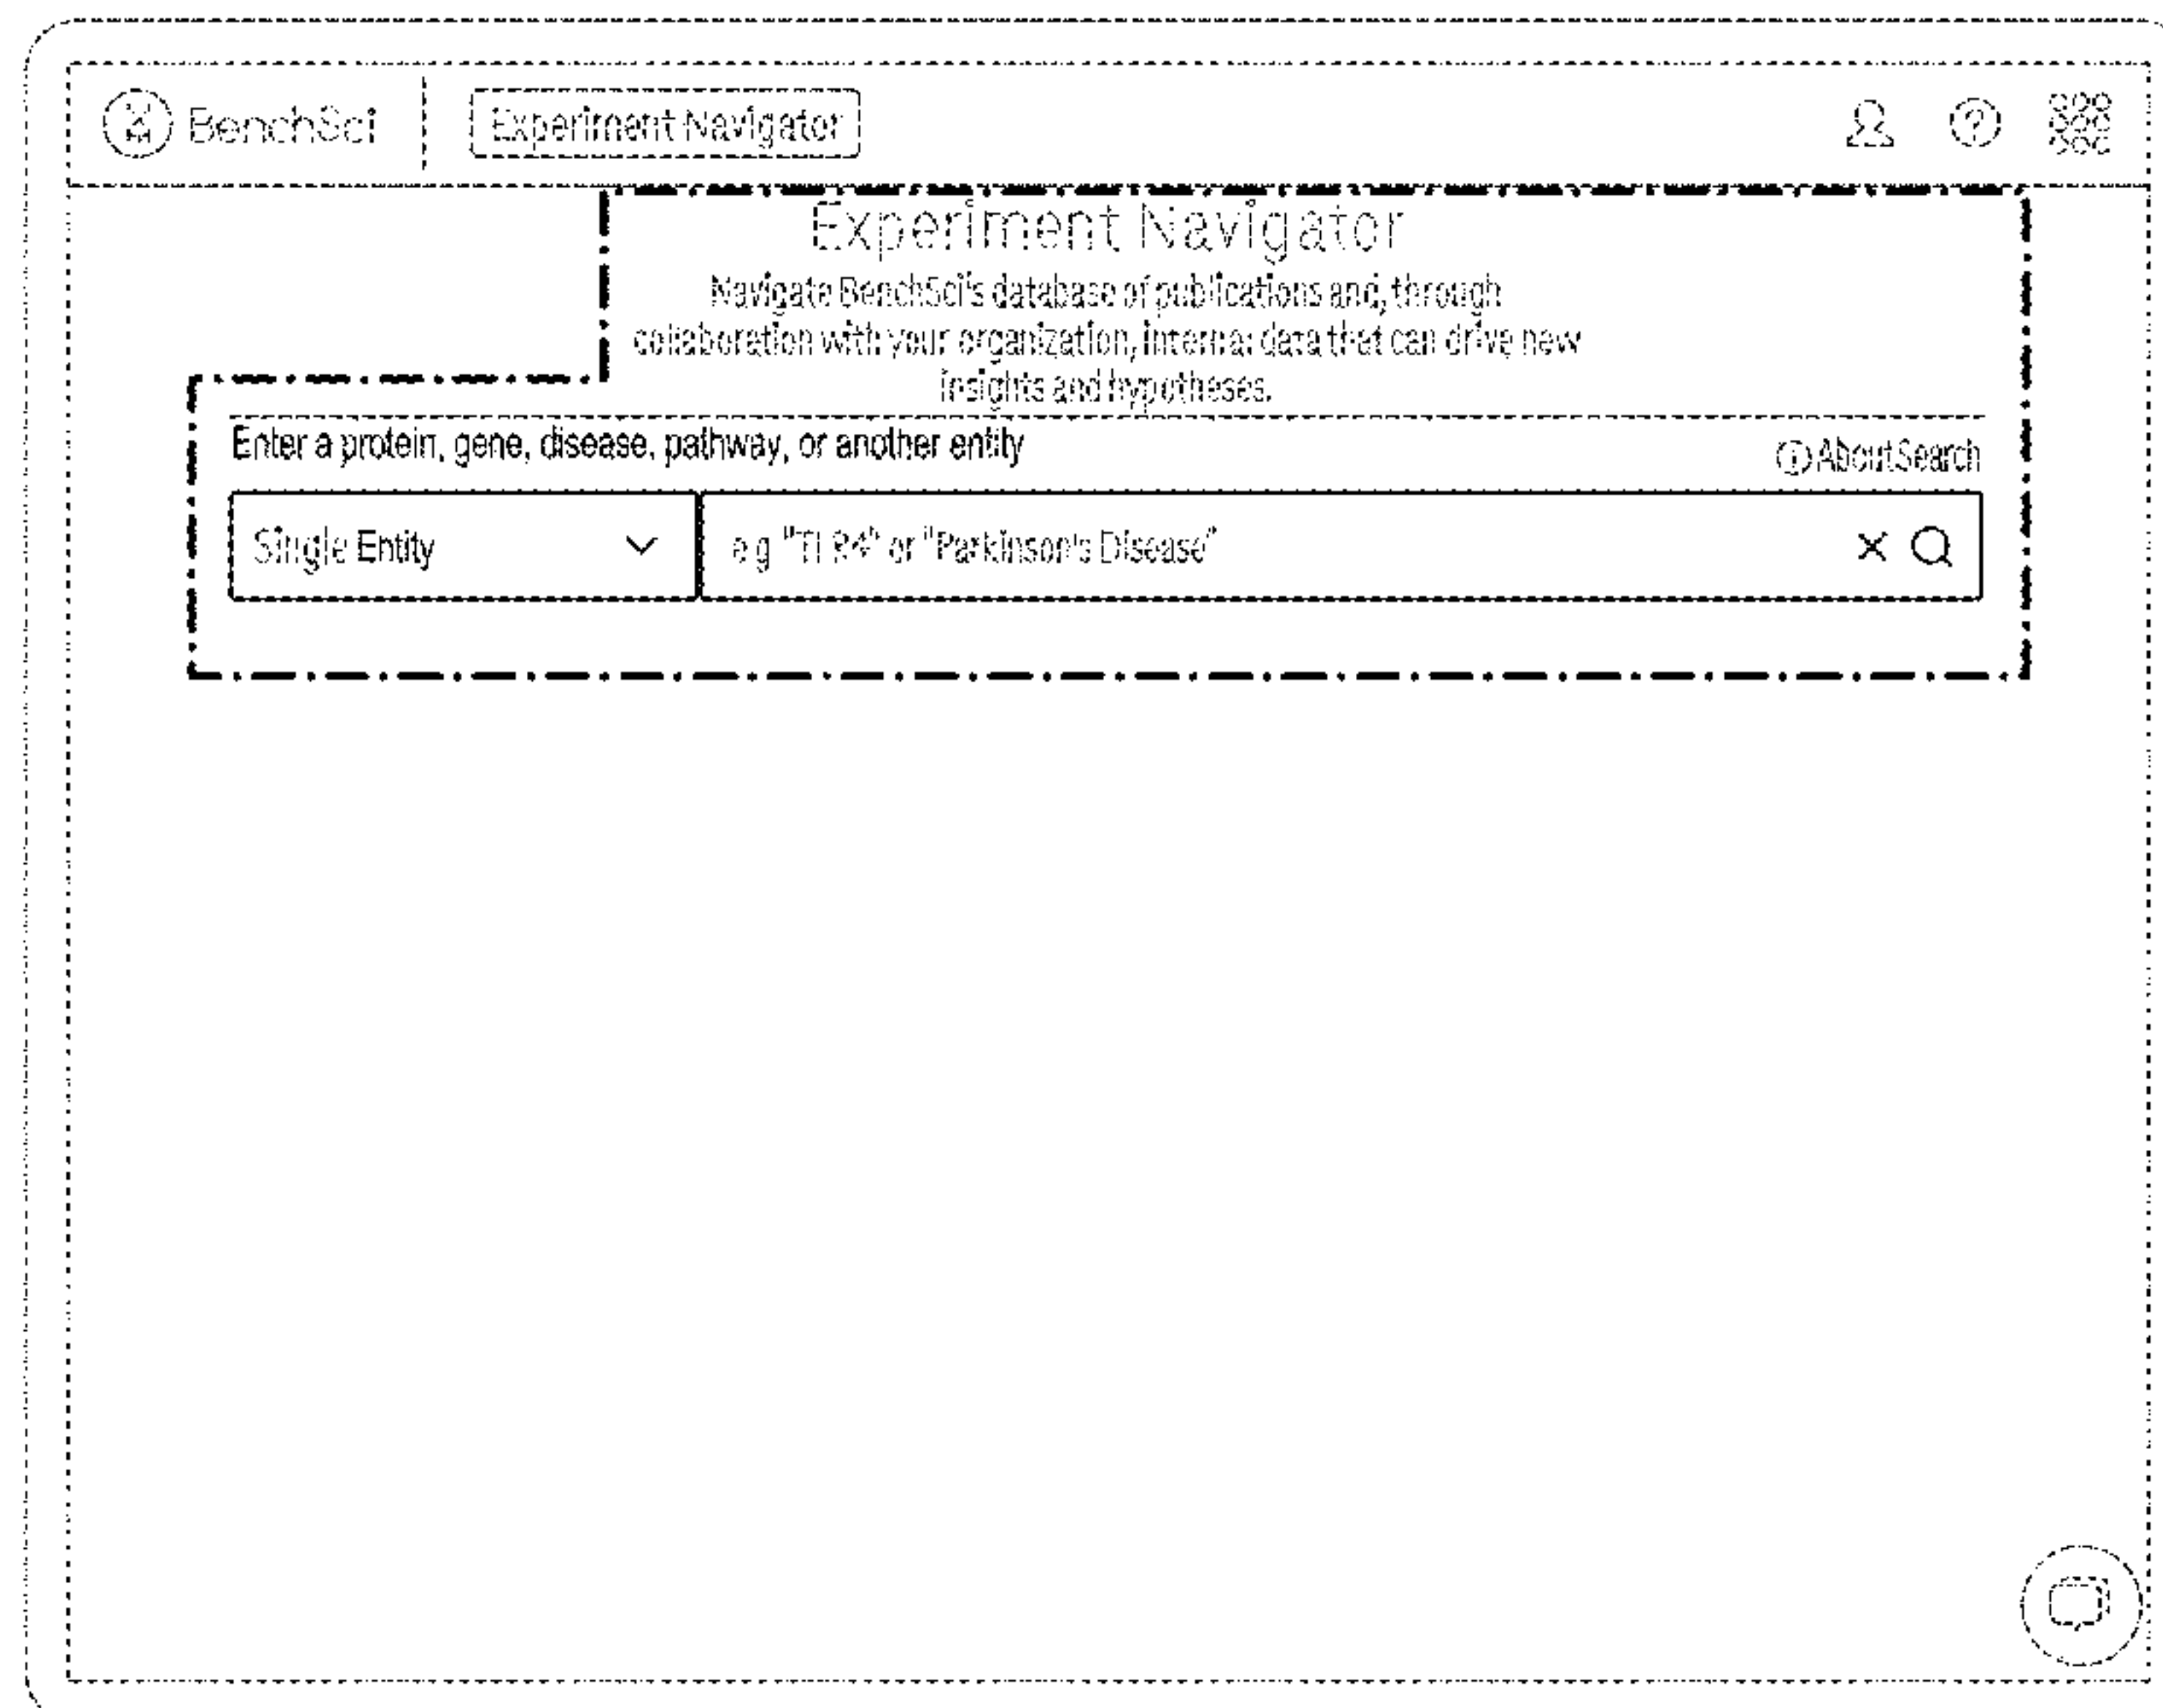 BenchSci
Experiment Navigator
Experiment Navigator
Navigate BenchSci's database of publications and, through
collaboration with your organization, internal data that can drive new
insights and hypotheses.
Enter a protein, gene, disease, pathway, or another entity
About Search
Single Entity
e.g "TLR4" or "Parkinson's Disease"